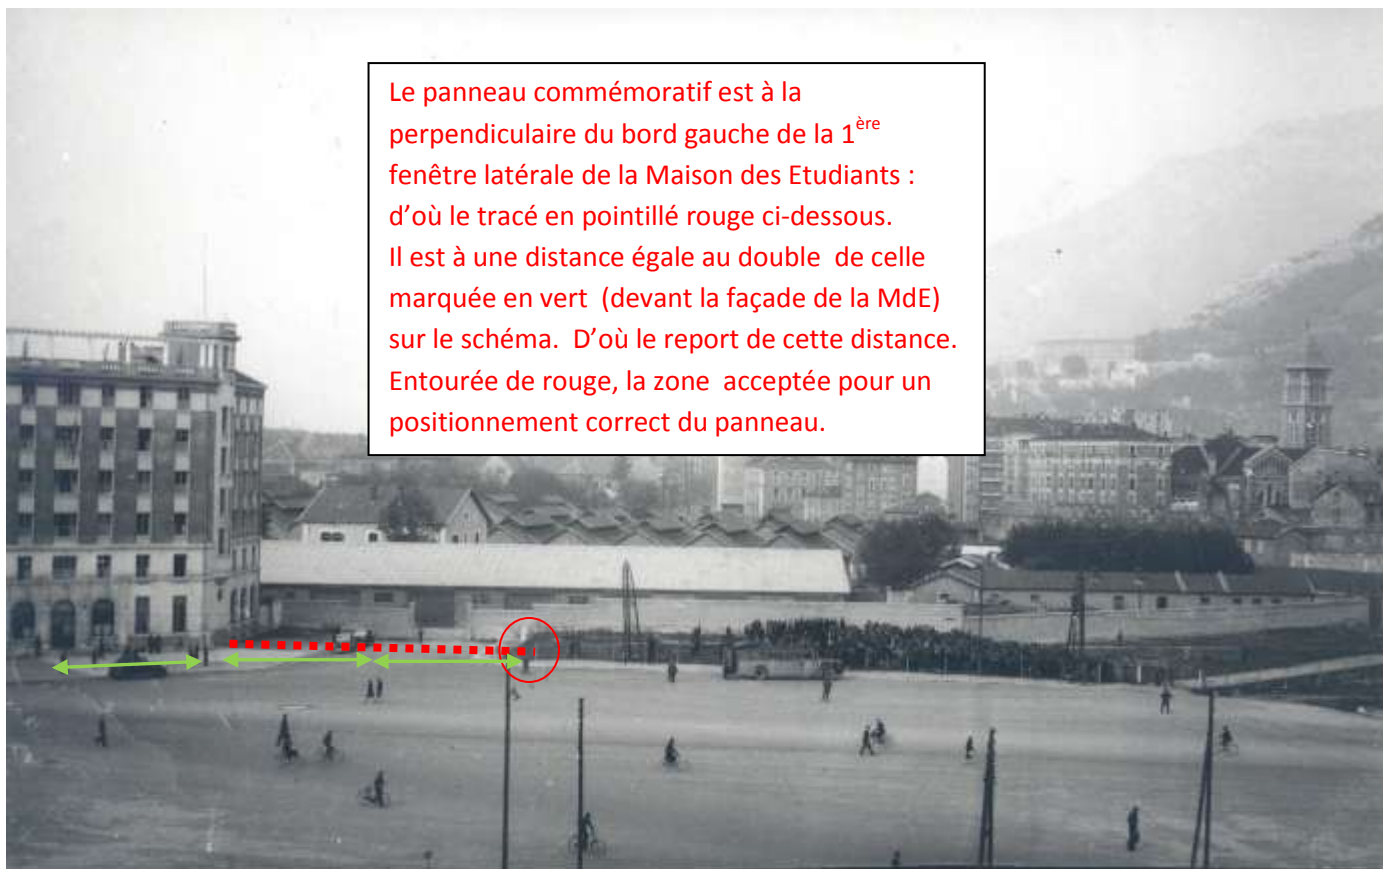 Le panneau commémoratif est à la
perpendiculaire du bord gauche de la 1ère
fenêtre latérale de la Maison des Etudiants :
d’où le tracé en pointillé rouge ci-dessous.
Il est à une distance égale au double  de celle
marquée en vert  (devant la façade de la MdE)
sur le schéma.  D’où le report de cette distance.
Entourée de rouge, la zone  acceptée pour un
positionnement correct du panneau.